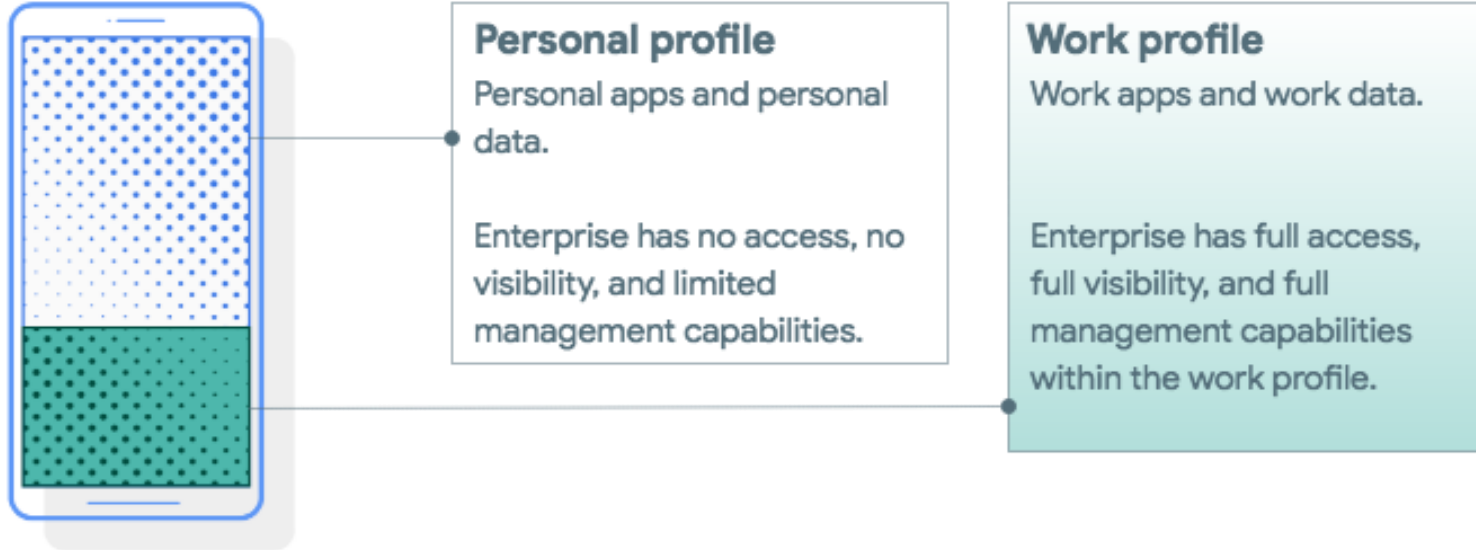 Personal profile
Personal apps and personal
data.
Enterprise has no access, no
visibility, and limited
management capabilities.
Work profile
Work apps and work data.
Enterprise has full access,
full visibility, and full
management capabilities
within the work profile.